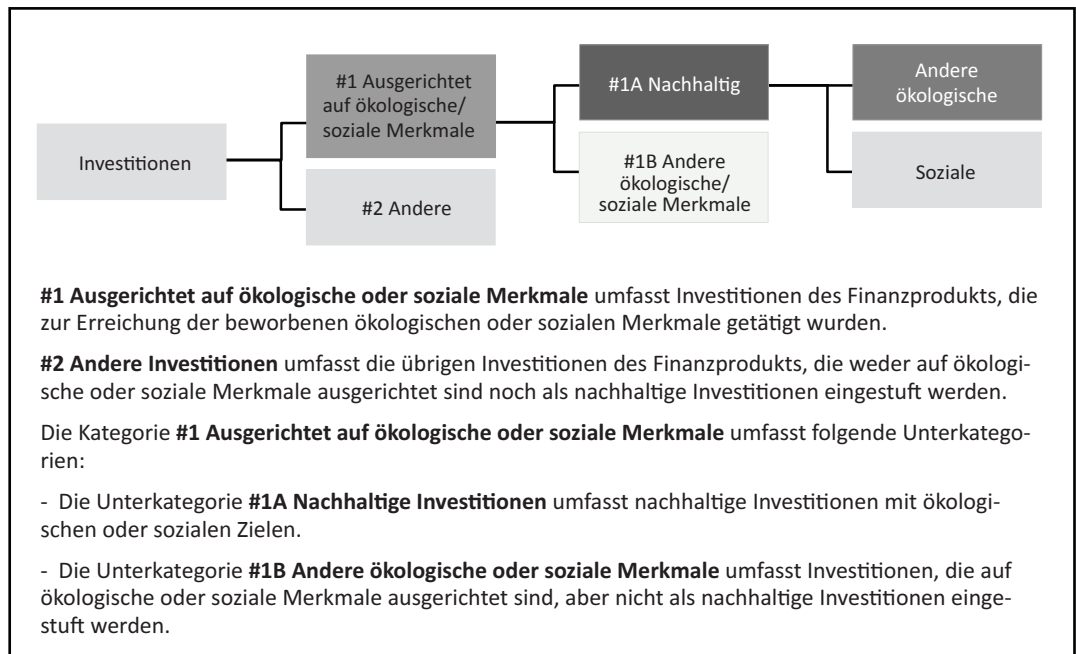 #1 Ausgerichtet
auf ökologische/
soziale Merkmale
#1A Nachhaltig
Andere
ökologische
Investitionen
#2 Andere
#1B Andere
ökologische/
soziale Merkmale
Soziale
#1 Ausgerichtet auf ökologische oder soziale Merkmale umfasst Investitionen des Finanzprodukts, die
zur Erreichung der beworbenen ökologischen oder sozialen Merkmale getätigt wurden.
#2 Andere Investitionen umfasst die übrigen Investitionen des Finanzprodukts, die weder auf ökologi-
sche oder soziale Merkmale ausgerichtet sind noch als nachhaltige Investitionen eingestuft werden.
Die Kategorie #1 Ausgerichtet auf ökologische oder soziale Merkmale umfasst folgende Unterkatego-
rien:
- Die Unterkategorie #1A Nachhaltige Investitionen umfasst nachhaltige Investitionen mit ökologi-
schen oder sozialen Zielen.
- Die Unterkategorie #1B Andere ökologische oder soziale Merkmale umfasst Investitionen, die auf
ökologische oder soziale Merkmale ausgerichtet sind, aber nicht als nachhaltige Investitionen einge-
stuft werden.